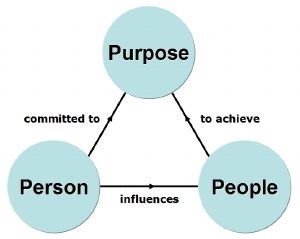 Purpose
committed to
to achieve
Person
People
influences